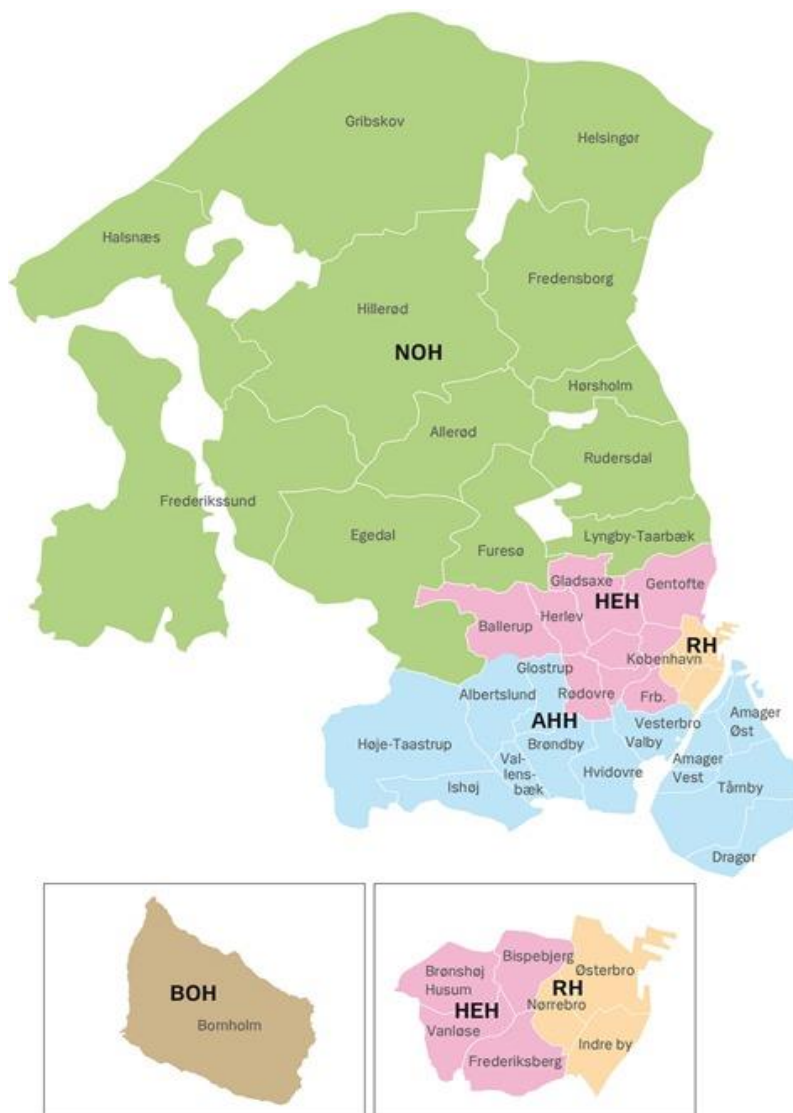 Gribskov
Helsingør
Halsnæs
Fredensborg
Hillerød
NOH
Hørsholm
Allerød
Rudersdal
Frederikssund
Egedal
Furesø
Lyngby-Taarbæk
Gladsaxe
Gentofte
HEH
Herlev
Ballerup
RH
København
Glostrup
Albertslund
Rødovre
Frb.
AHH
Vesterbro
Valby
Amager
Øst
Høje-Taastrup
Brøndby
Val-
lens-
bæk
Hvidovre
Amager
Vest
Ishøj
Tårnby
Dragør
BOH
Bornholm
Bispebjerg
Brønshøj
Husum
Østerbro
RH
HEH
Nørrebro
Vanløse
Indre by
Frederiksberg